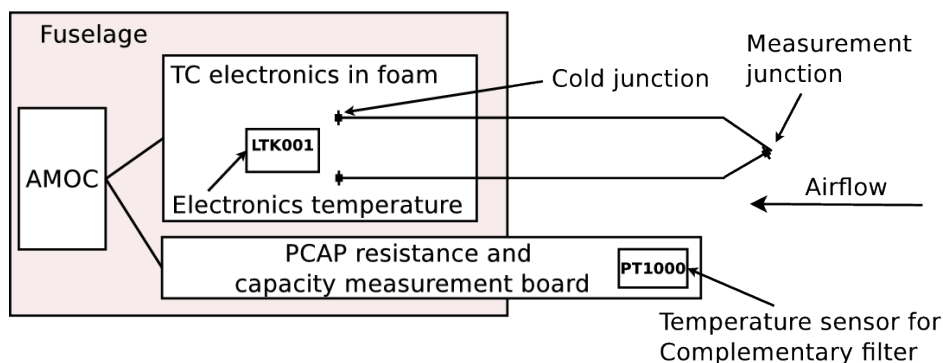 Fuselage
TC electronics in foam
Measurement
junction
Cold junction
LTK001
AMOC
Airflow
Electronics temperature
PCAP resistance and
capacity measurement board
PT1000
Temperature sensor for
Complementary filter